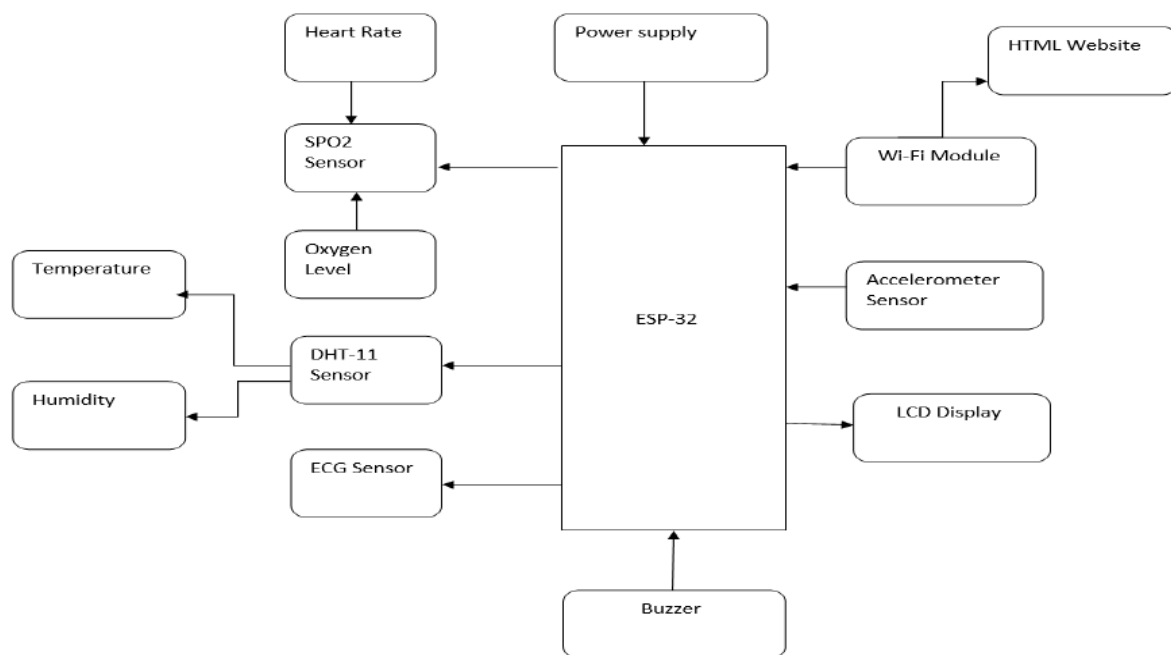 Heart Rate
Power supply
HTML Website
SPO2
Sensor
Wi-Fi Module
Oxygen
Level
Temperature
Accelerometer
Sensor
ESP-32
DHT-11
Sensor
Humidity
LCD Display
ECG Sensor
Buzzer